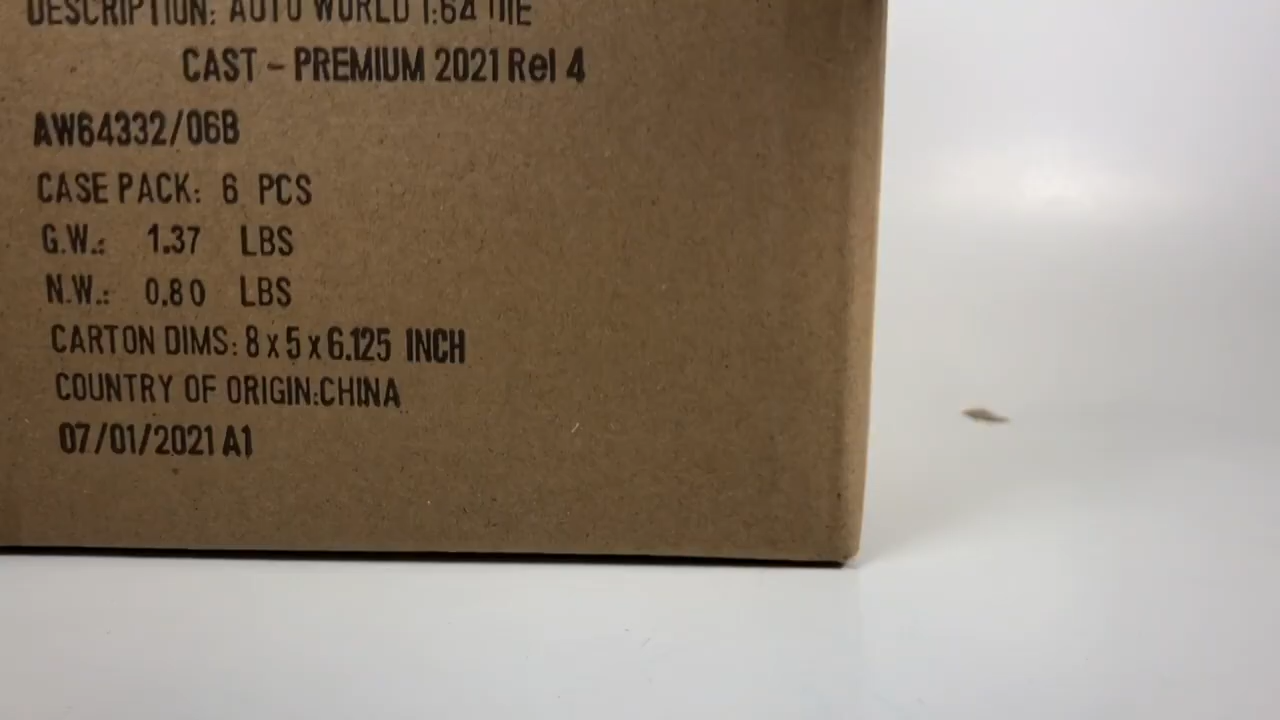 DESCRIPTION: AUTO WORLD 1:64 DIE
CAST - PREMIUM 2021 Rel 4
AW64332/06B
CASE PACK: 6 PCS
G.W.: 1.37 LBS
N.W.: 0.80 LBS
CARTON DIMS: 8 x 5 x 6.125 INCH
COUNTRY OF ORIGIN:CHINA
07/01/2021 A1